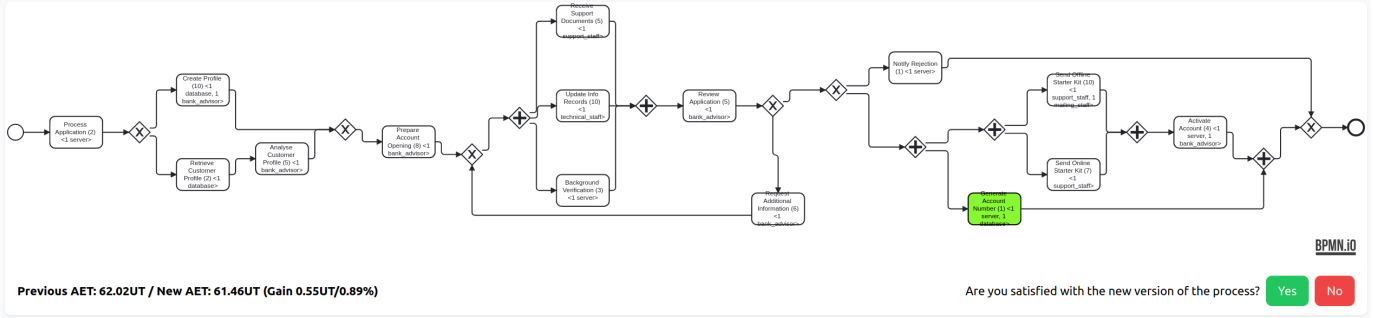 Receive
Support
Documents (5)
<1
support_staff>
Create Profile
(10) <1
database, 1
bank_advisor>
Process
Application (2)
<1 server>
X
Retrieve
Customer
Profile (2) <1
database>
Analyse
Customer
Profile (5) <1
bank_advisor>
X
Prepare
Account
Opening (8) <1
bank_advisor>
X
Update Info
Records (10)
<1
technical_staff>
Background
Verification (3)
<1 server>
Review
Application (5)
<1
bank_advisor>
X
Request
Additional
Information (6)
<1
bank_advisor>
X
Notify Rejection
(1) <1 server>
Send Offline
Starter Kit (10)
<1
support_staff, 1
mailing_staff>
Send Online
Starter Kit (7)
<1
support_staff>
Generate
Account
Number (1) <1
server, 1
database>
Activate
Account (4) <1
server, 1
bank_advisor>
X
BPMN.iO
Previous AET: 62.02UT / New AET: 61.46UT (Gain 0.55UT/0.89%)
Are you satisfied with the new version of the process?
Yes
No